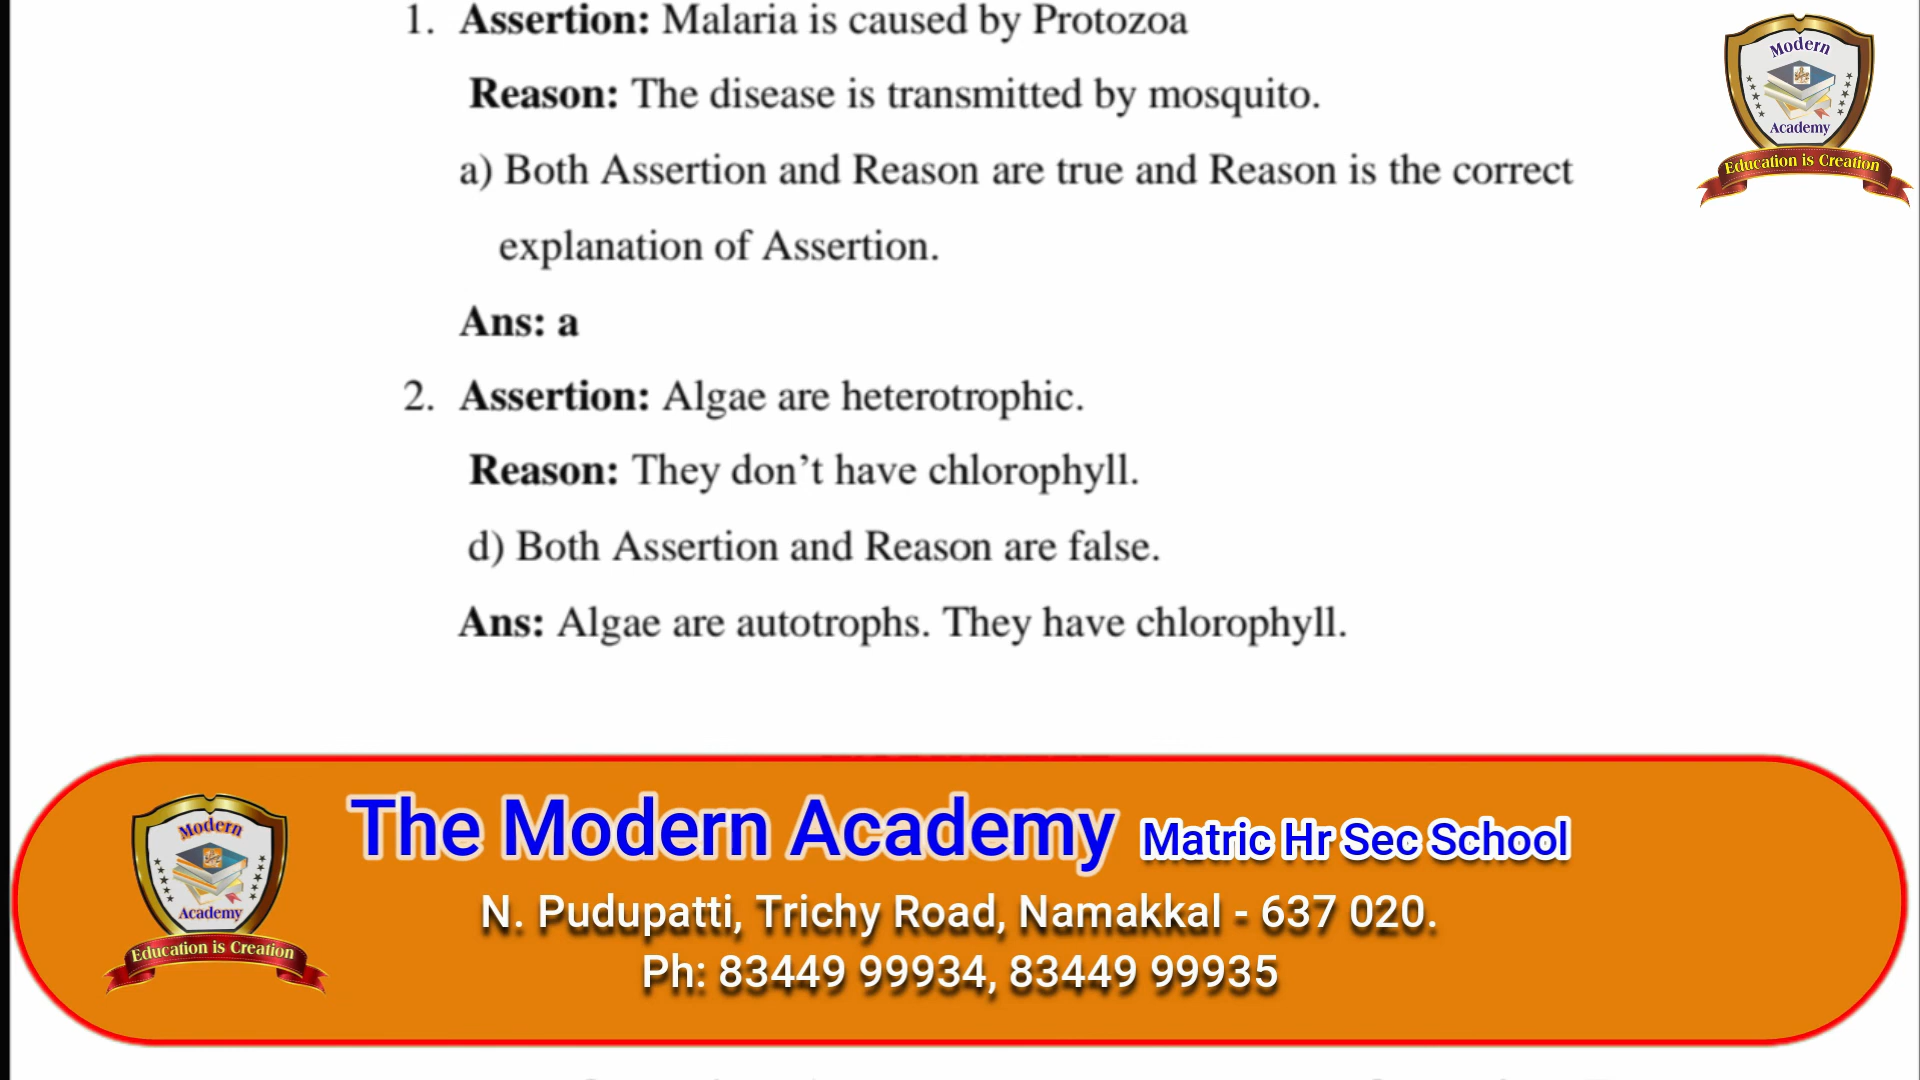 1. Assertion: Malaria is caused by Protozoa
Modern
Academy
Education is Creation
Reason: The disease is transmitted by mosquito.
a) Both Assertion and Reason are true and Reason is the correct
explanation of Assertion.
Ans: a
2. Assertion: Algae are heterotrophic.
Reason: They don’t have chlorophyll.
d) Both Assertion and Reason are false.
Ans: Algae are autotrophs. They have chlorophyll.
Modern
Academy
Education is Creation
The Modern Academy Matric Hr Sec School
N. Pudupatti, Trichy Road, Namakkal - 637 020.
Ph: 83449 99934, 83449 99935